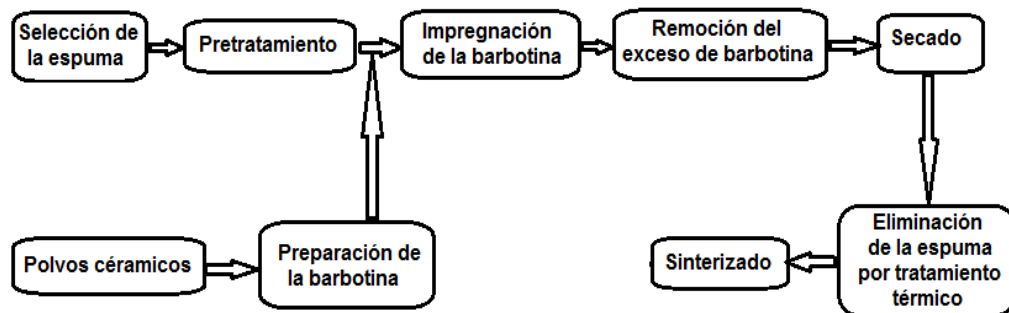 Selección de
la espuma
Pretratamiento
Impregnación
de la barbotina
Remoción del
exceso de barbotina
Secado
Polvos céramicos
Preparación de
la barbotina
Sinterizado
Eliminación
de la espuma
por tratamiento
térmico